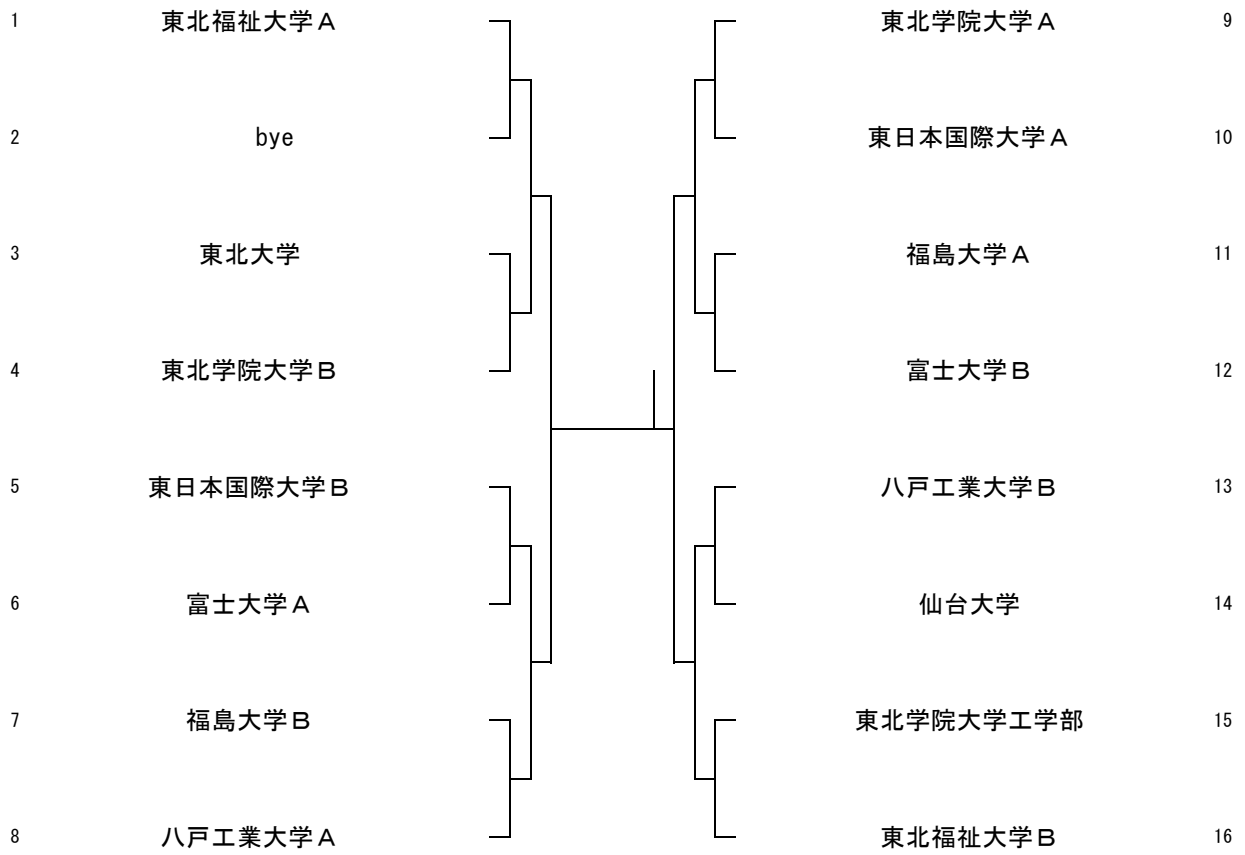 1 東北福祉大学A
2 bye
3 東北大学
4 東北学院大学B
5 東日本国際大学B
6 富士大学A
7 福島大学B
8 八戸工業大学A
東北学院大学A 9
東日本国際大学A 10
福島大学A 11
富士大学B 12
八戸工業大学B 13
仙台大学 14
東北学院大学工学部 15
東北福祉大学B 16